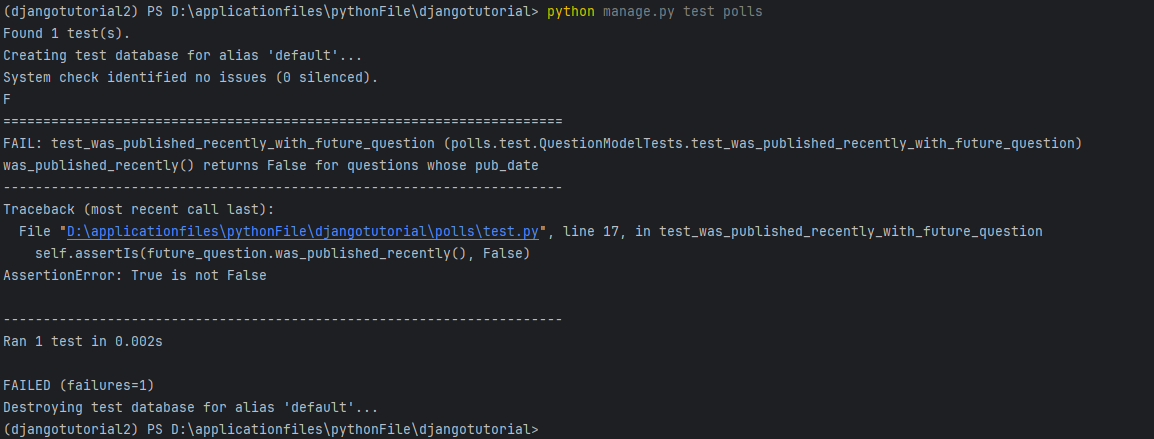 (djangotutorial2) PS D:\applicationfiles\pythonFile\djangotutorial> python manage.py test polls
Found 1 test(s).
Creating test database for alias 'default'...
System check identified no issues (0 silenced).
F
======================================================================
FAIL: test_was_published_recently_with_future_question (polls.test.QuestionModelTests.test_was_published_recently_with_future_question)
was_published_recently() returns False for questions whose pub_date
----------------------------------------------------------------------
Traceback (most recent call last):
  File "D:\applicationfiles\pythonFile\djangotutorial\polls\test.py", line 17, in test_was_published_recently_with_future_question
    self.assertIs(future_question.was_published_recently(), False)
AssertionError: True is not False

----------------------------------------------------------------------
Ran 1 test in 0.002s

FAILED (failures=1)
Destroying test database for alias 'default'...
(djangotutorial2) PS D:\applicationfiles\pythonFile\djangotutorial>